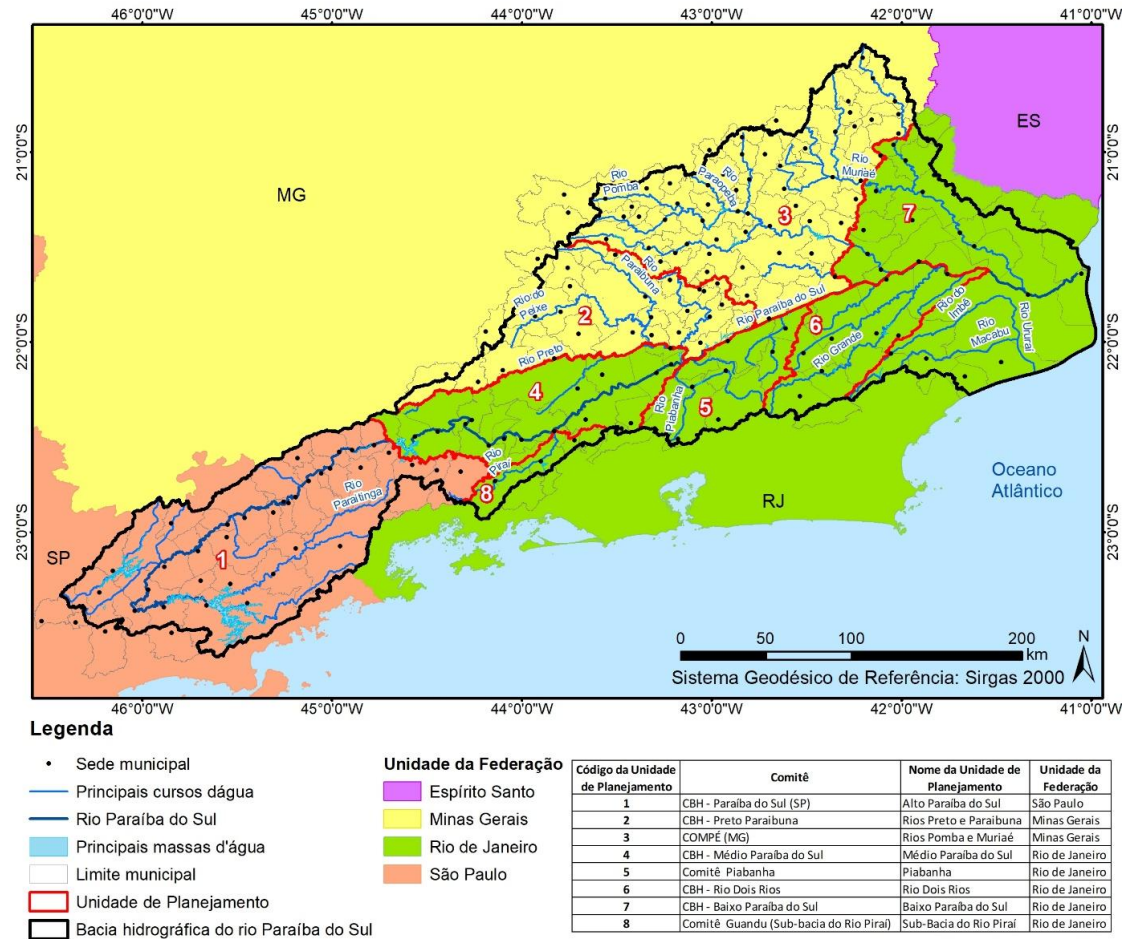 46°0'0"W 45°0'0"W 44°0'0"W 43°0'0"W 42°0'0"W 41°0'0"W
21°0'0"S
22°0'0"S
23°0'0"S
21°0'0"S
22°0'0"S
23°0'0"S
ES
MG
Rio Pomba
Rio Paraopeba
Rio Muriaé
3
7
Rio Paraibuna
Rio do Peixe
2
Rio Paraíba do Sul
6
Rio do Imbé
Rio Ururaí
Rio Macabu
Rio Grande
Rio Preto
4
Rio Piabanha
5
Rio Piraí
8
Rio Paraitinga
Oceano
Atlântico
RJ
SP
1
0 50 100 200
km
N
Sistema Geodésico de Referência: Sirgas 2000
46°0'0"W 45°0'0"W 44°0'0"W 43°0'0"W 42°0'0"W 41°0'0"W
Legenda
Sede municipal
Principais cursos dágua
Rio Paraíba do Sul
Principais massas d'água
Limite municipal
Unidade de Planejamento
Bacia hidrográfica do rio Paraíba do Sul
Unidade da Federação
Espírito Santo
Minas Gerais
Rio de Janeiro
São Paulo
Código da Unidade de Planejamento Comitê Nome da Unidade de Planejamento Unidade da Federação
1 CBH - Paraíba do Sul (SP) Alto Paraíba do Sul São Paulo
2 CBH - Preto Paraibuna Rios Preto e Paraibuna Minas Gerais
3 COMPÉ (MG) Rios Pomba e Muriaé Minas Gerais
4 CBH - Médio Paraíba do Sul Médio Paraíba do Sul Rio de Janeiro
5 Comitê Piabanha Piabanha Rio de Janeiro
6 CBH - Rio Dois Rios Rio Dois Rios Rio de Janeiro
7 CBH - Baixo Paraíba do Sul Baixo Paraíba do Sul Rio de Janeiro
8 Comitê Guandu (Sub-bacia do Rio Piraí) Sub-Bacia do Rio Piraí Rio de Janeiro